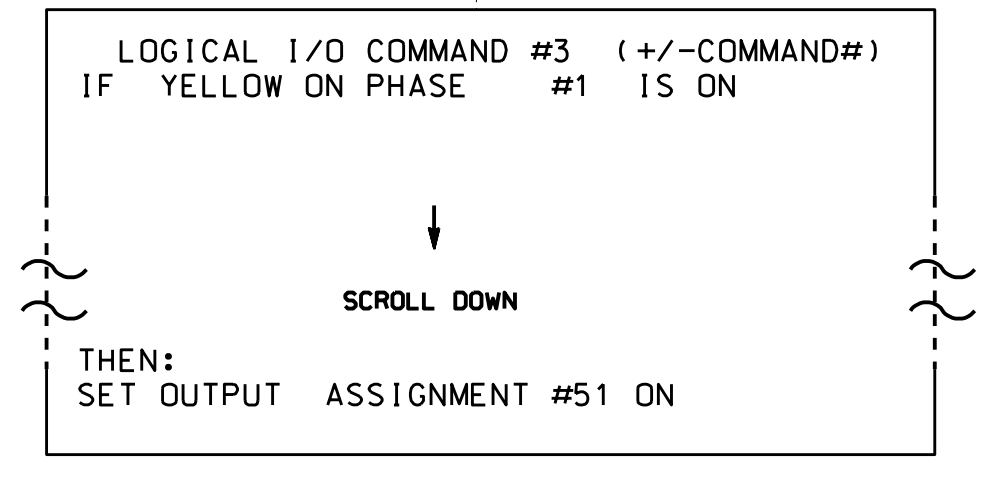 LOGICAL I/O COMMAND #3 (+/-COMMAND#)
IF YELLOW ON PHASE #1 IS ON
SCROLL DOWN
THEN:
SET OUTPUT ASSIGNMENT #51 ON